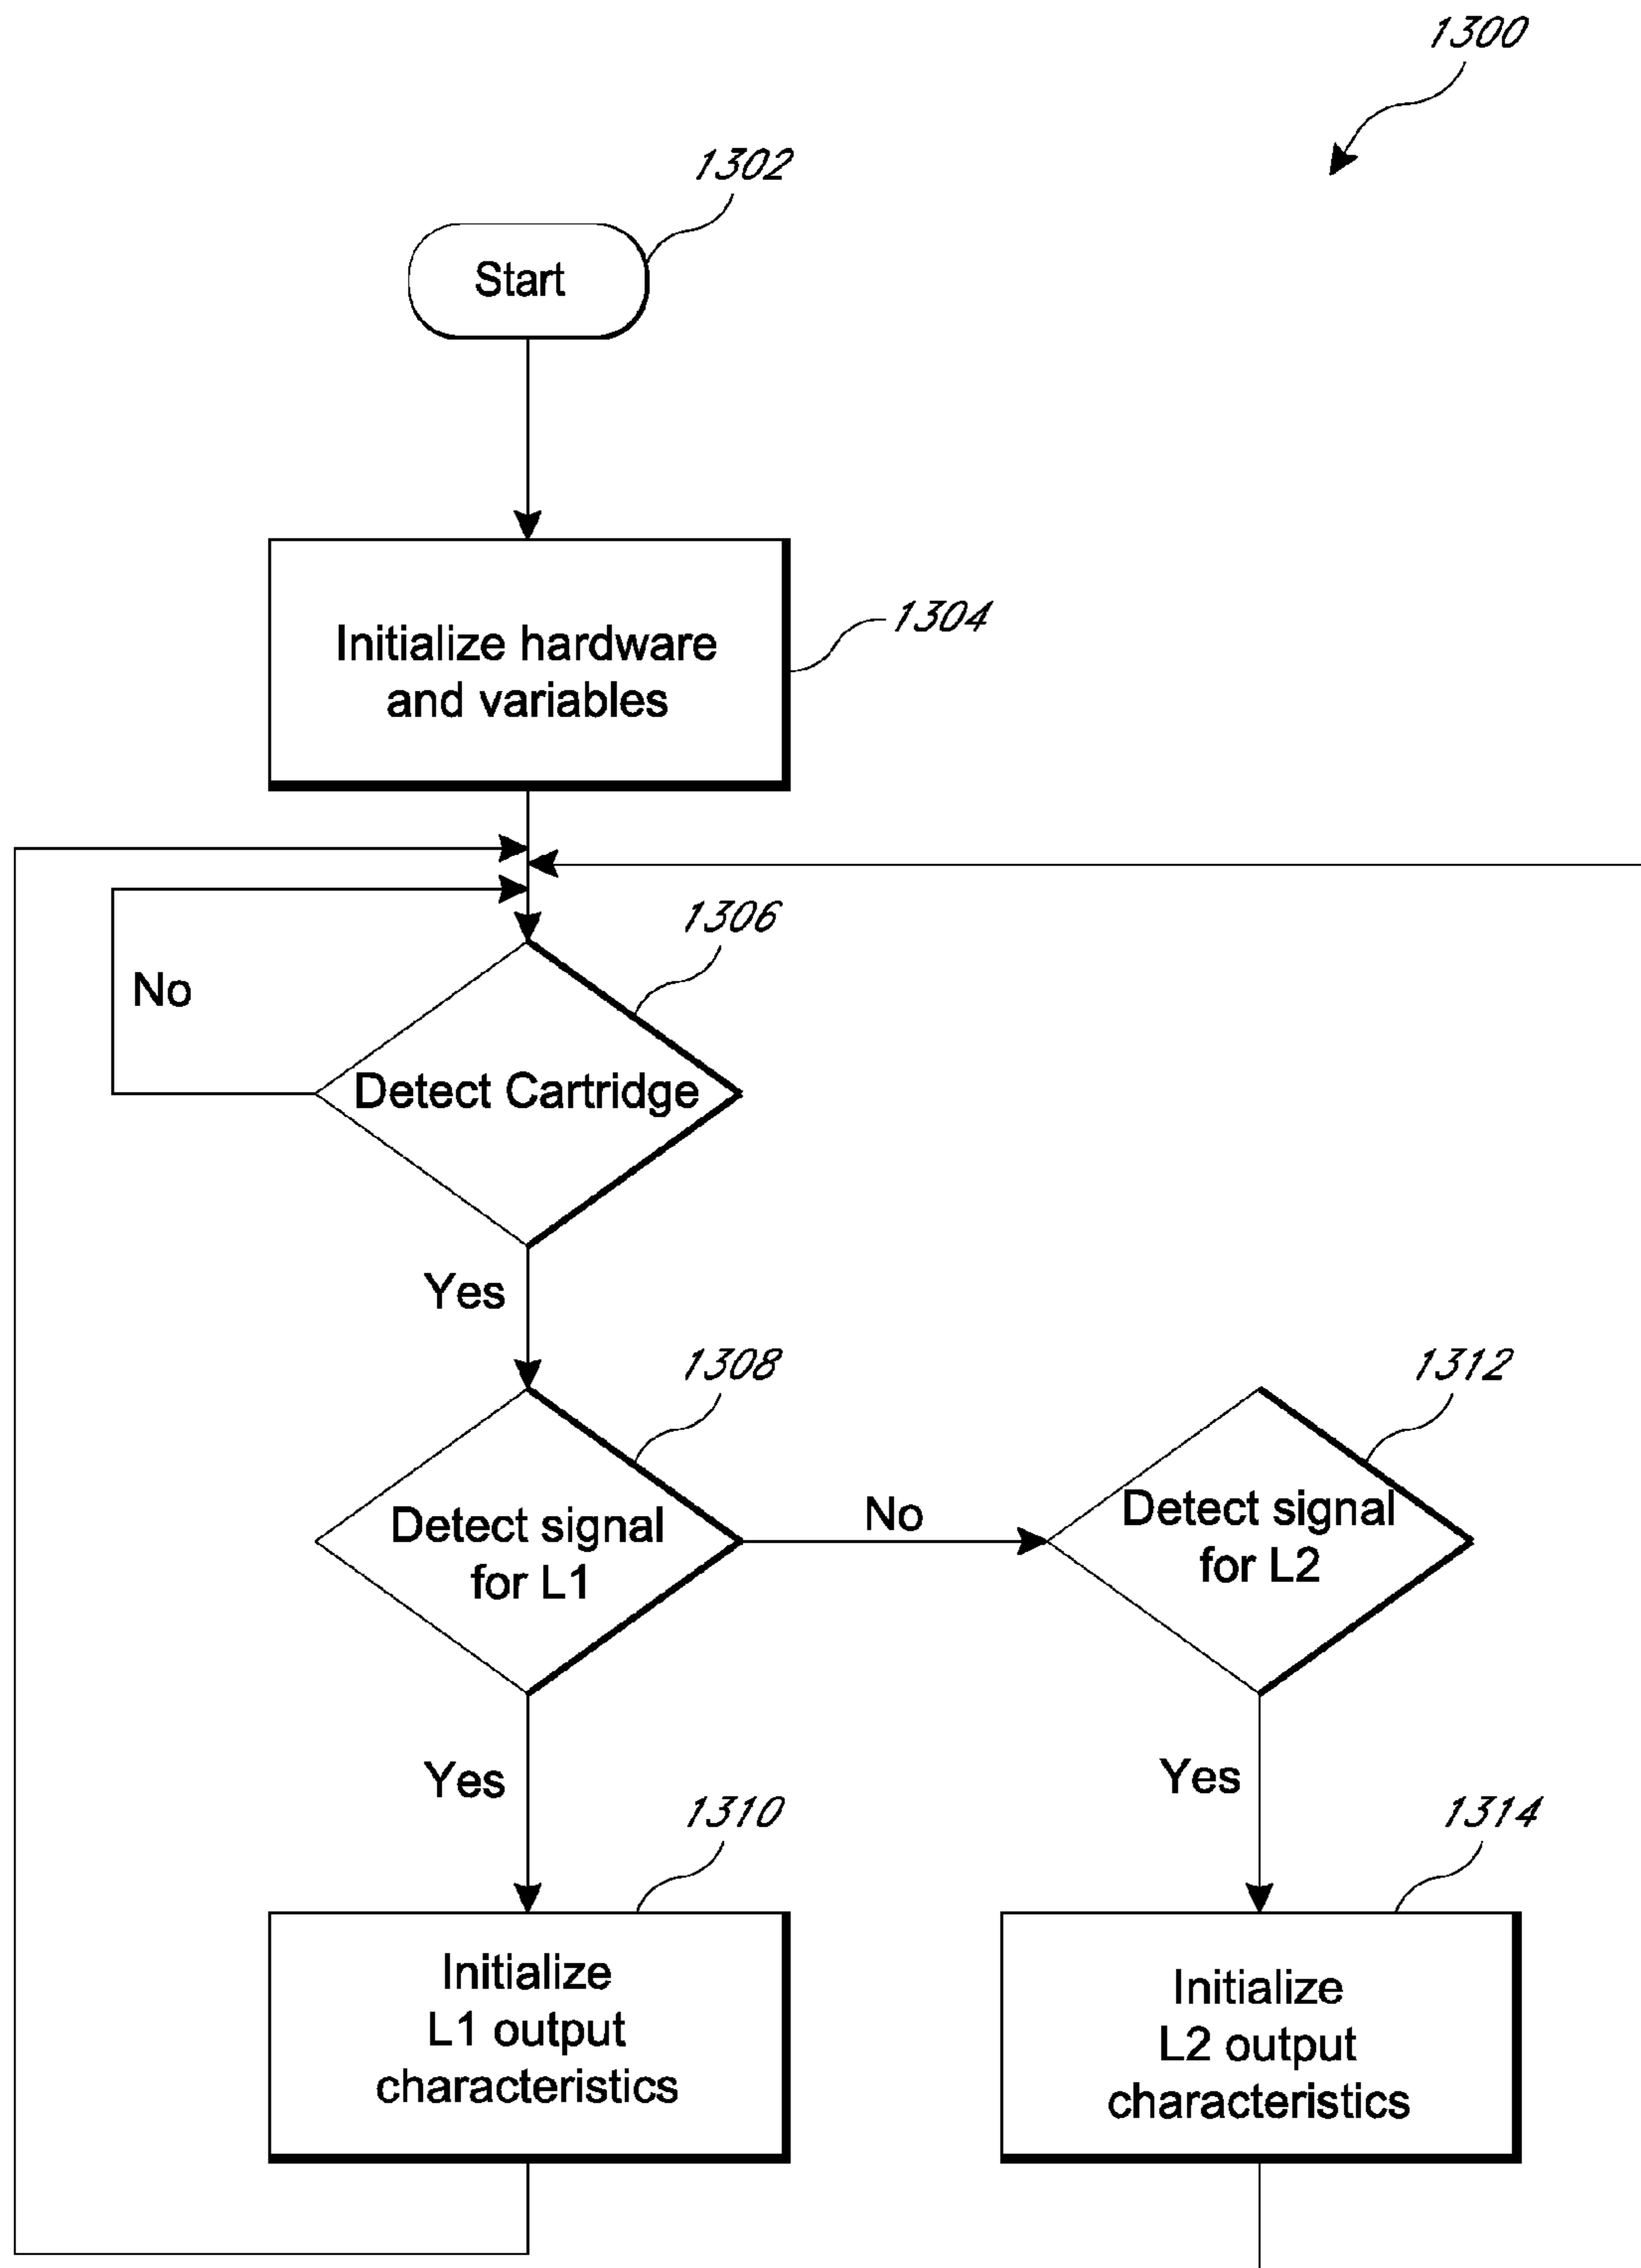 1300
1302
Start
1304
Initialize hardware
and variables
1306
No
Detect Cartridge
Yes
1308
1312
Detect signal
for L1
No
Detect signal
for L2
Yes
Yes
1310
1314
Initialize
L1 output
characteristics
Initialize
L2 output
characteristics